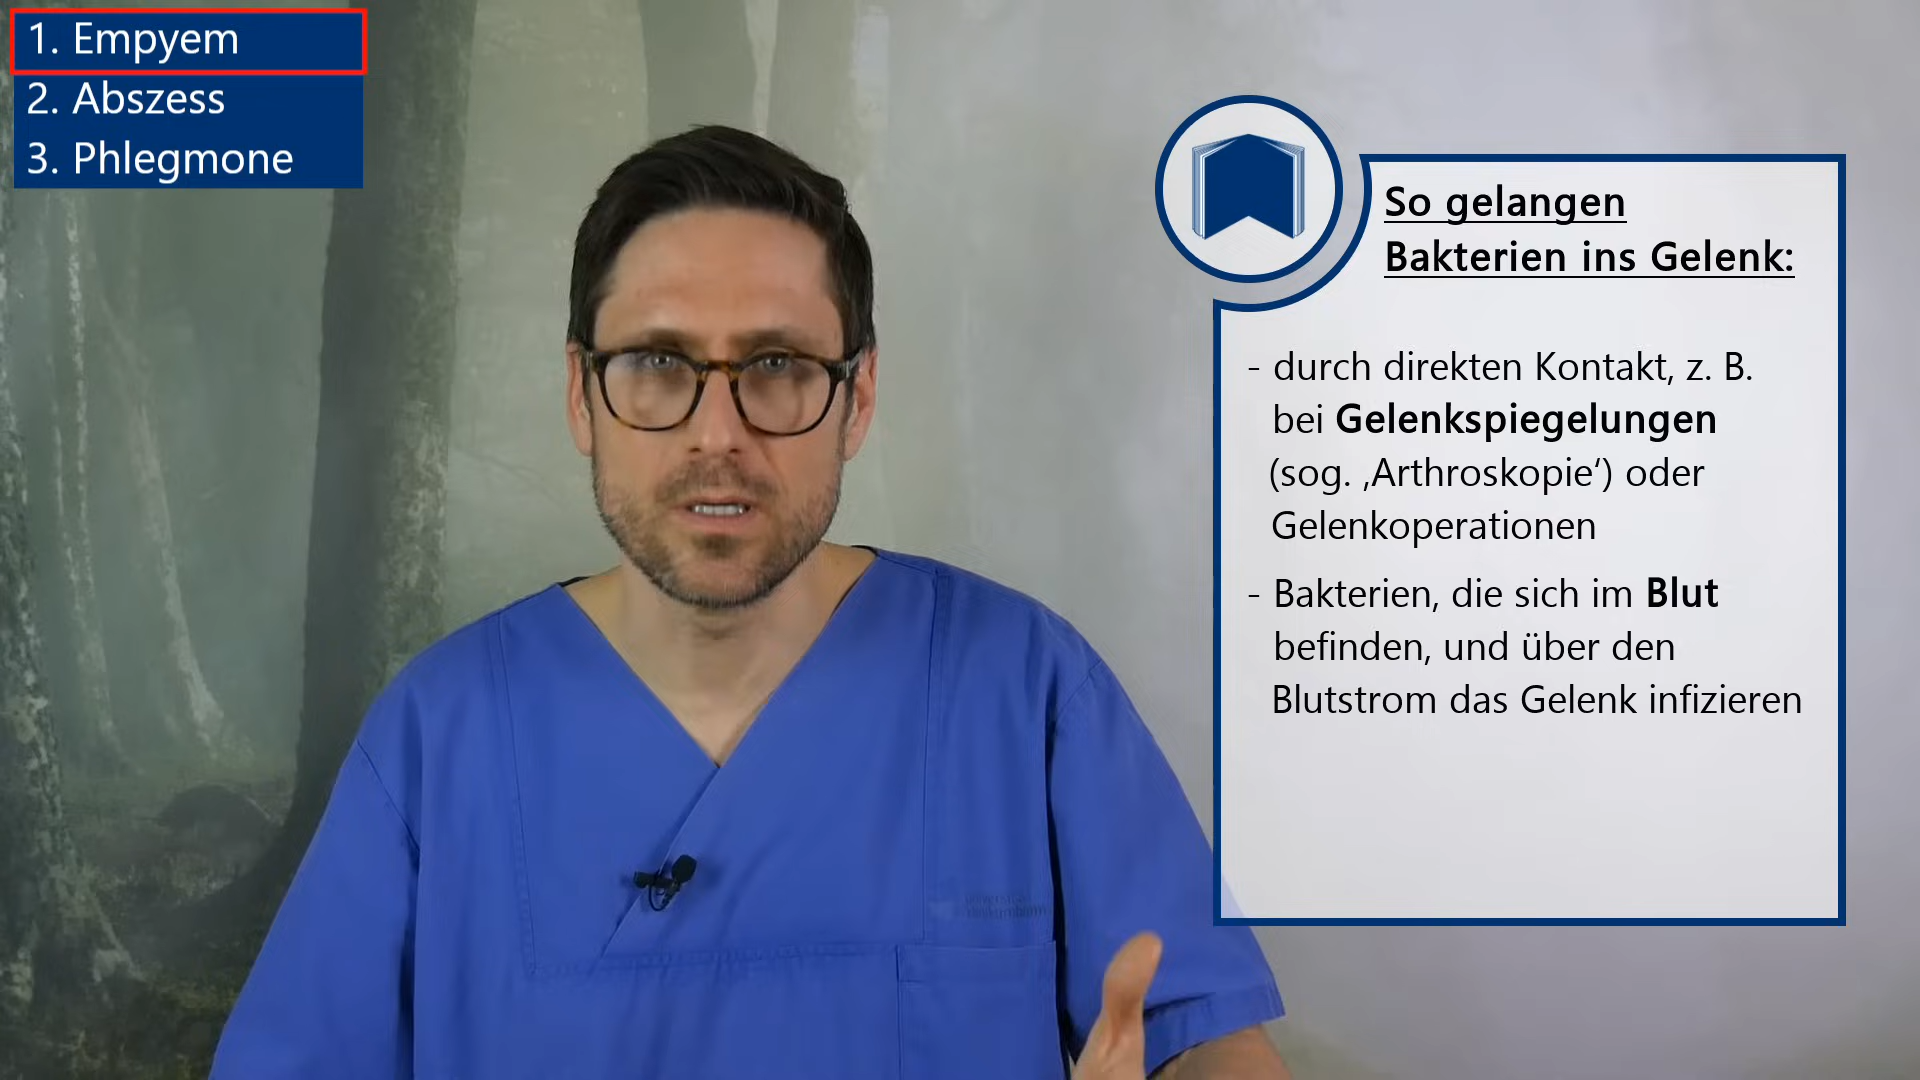 1. Empyem
2. Abszess
3. Phlegmone
So gelangen
Bakterien ins Gelenk:
- durch direkten Kontakt, z. B.
bei Gelenkspiegelungen
(sog. ‚Arthroskopie‘) oder
Gelenkoperationen
- Bakterien, die sich im Blut
befinden, und über den
Blutstrom das Gelenk infizieren